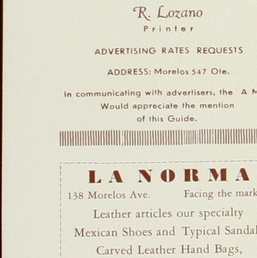 R. Lozano
Printer
ADVERTISING RATES REQUESTS
ADDRESS: Morelos 547 Ote.
In communicating with advertisers, the A M
Would appreciate the mention
of this Guide.
LA NORMA
138 Morelos Ave. Facing the mark
Leather articles our specialty
Mexican Shoes and Typical Sandal
Carved Leather Hand Bags,